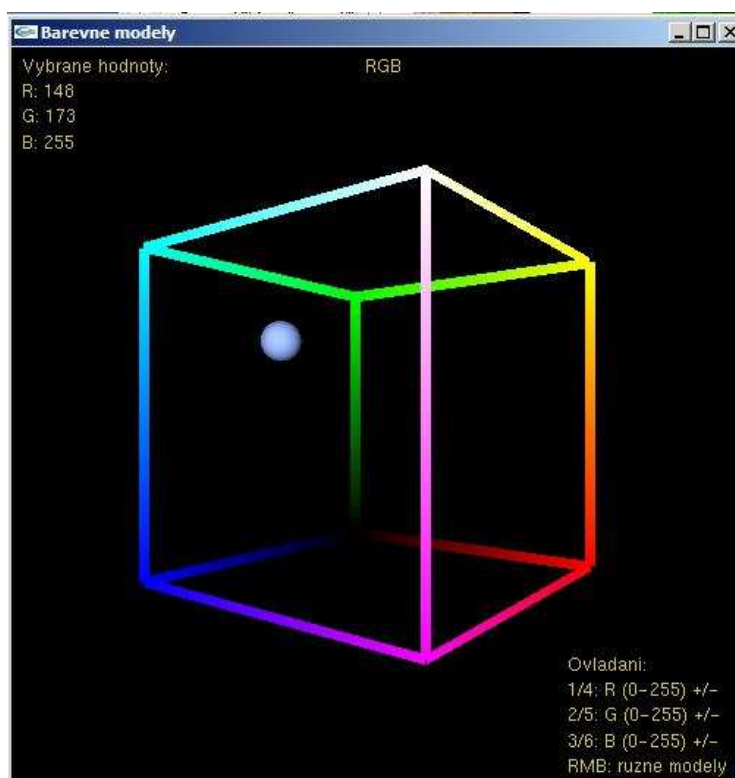 Barevne modely
Vybrane hodnoty:
RGB
R: 148
G: 173
B: 255
Ovladani:
1/4: R (0-255) +/-
2/5: G (0-255) +/-
3/6: B (0-255) +/-
RMB: ruzne modely